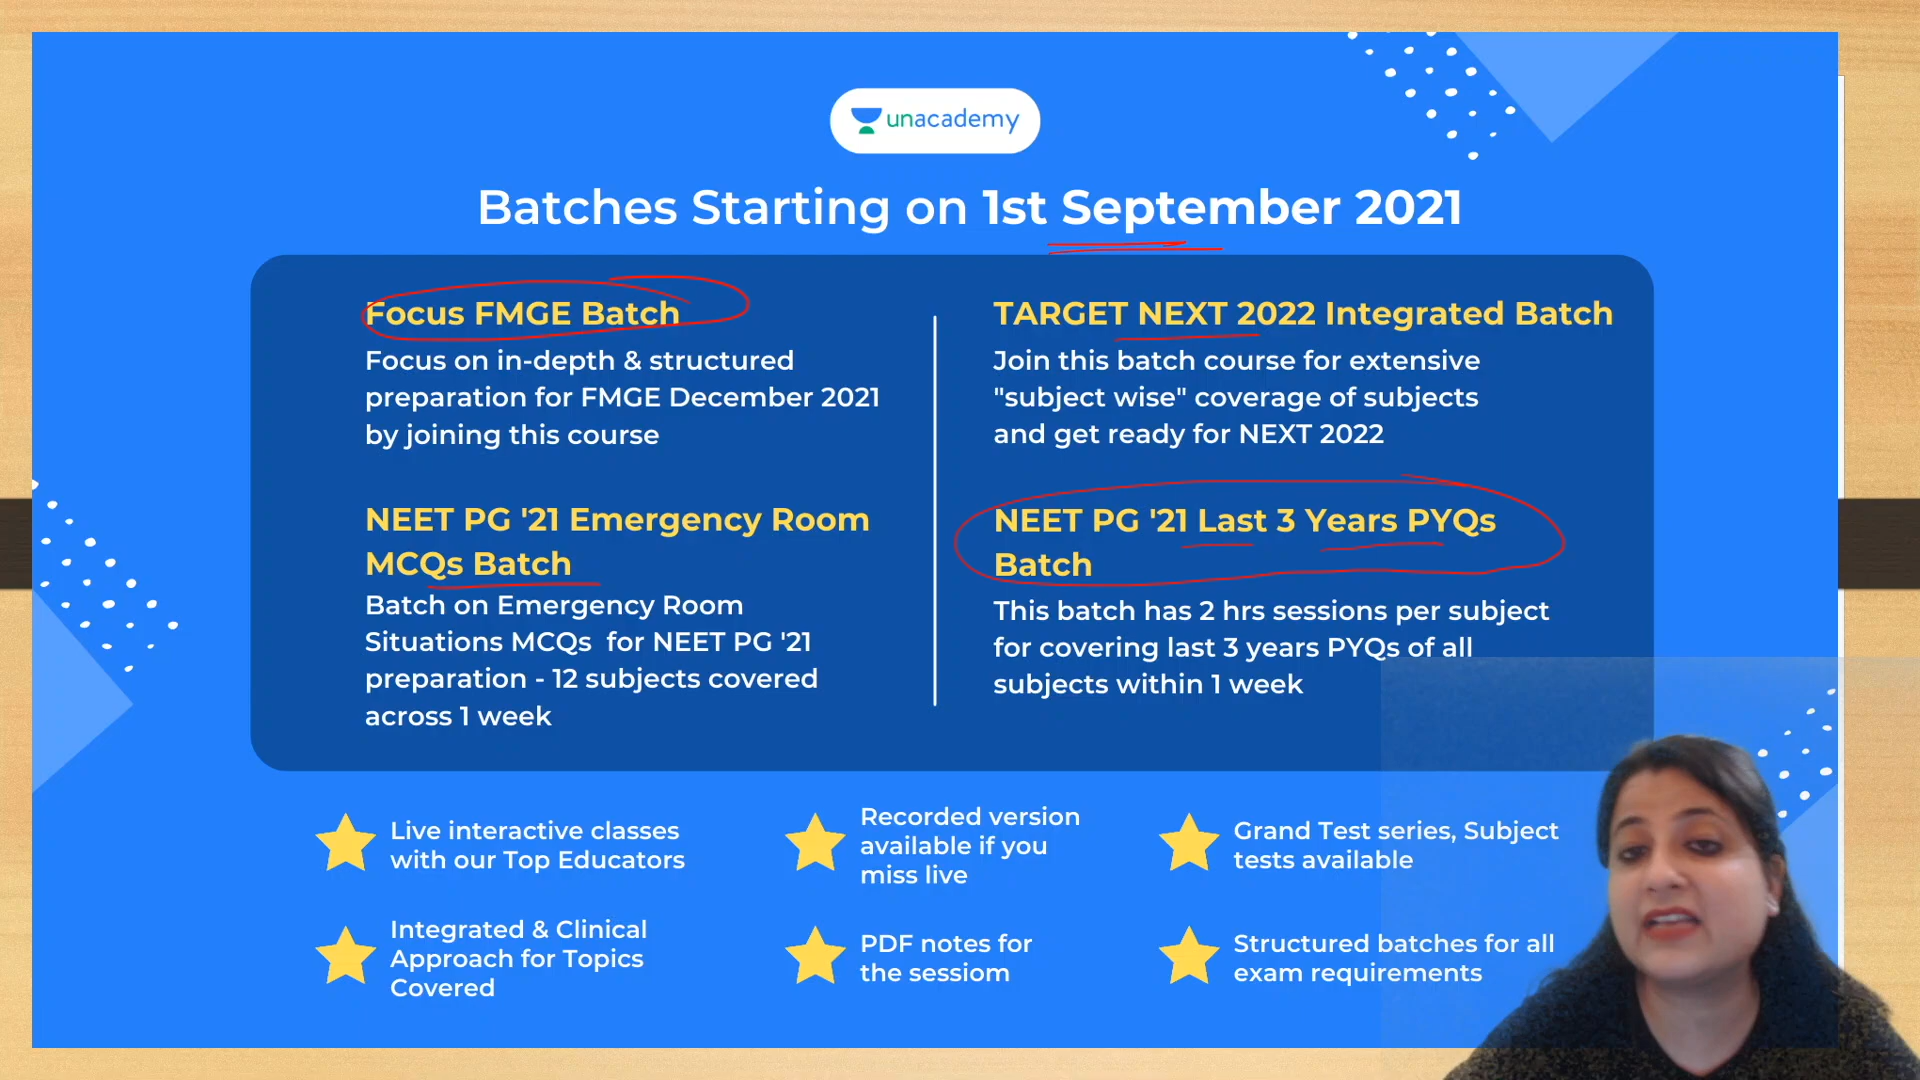 unacademy
Batches Starting on 1st September 2021
Focus FMGE Batch
Focus on in-depth & structured
preparation for FMGE December 2021
by joining this course
TARGET NEXT 2022 Integrated Batch
Join this batch course for extensive
"subject wise" coverage of subjects
and get ready for NEXT 2022
NEET PG '21 Emergency Room
MCQs Batch
Batch on Emergency Room
Situations MCQs for NEET PG '21
preparation - 12 subjects covered
across 1 week
NEET PG '21 Last 3 Years PYQs
Batch
This batch has 2 hrs sessions per subject
for covering last 3 years PYQs of all
subjects within 1 week
Live interactive classes
with our Top Educators
Recorded version
available if you
miss live
Grand Test series, Subject
tests available
Integrated & Clinical
Approach for Topics
Covered
PDF notes for
the sessiom
Structured batches for all
exam requirements